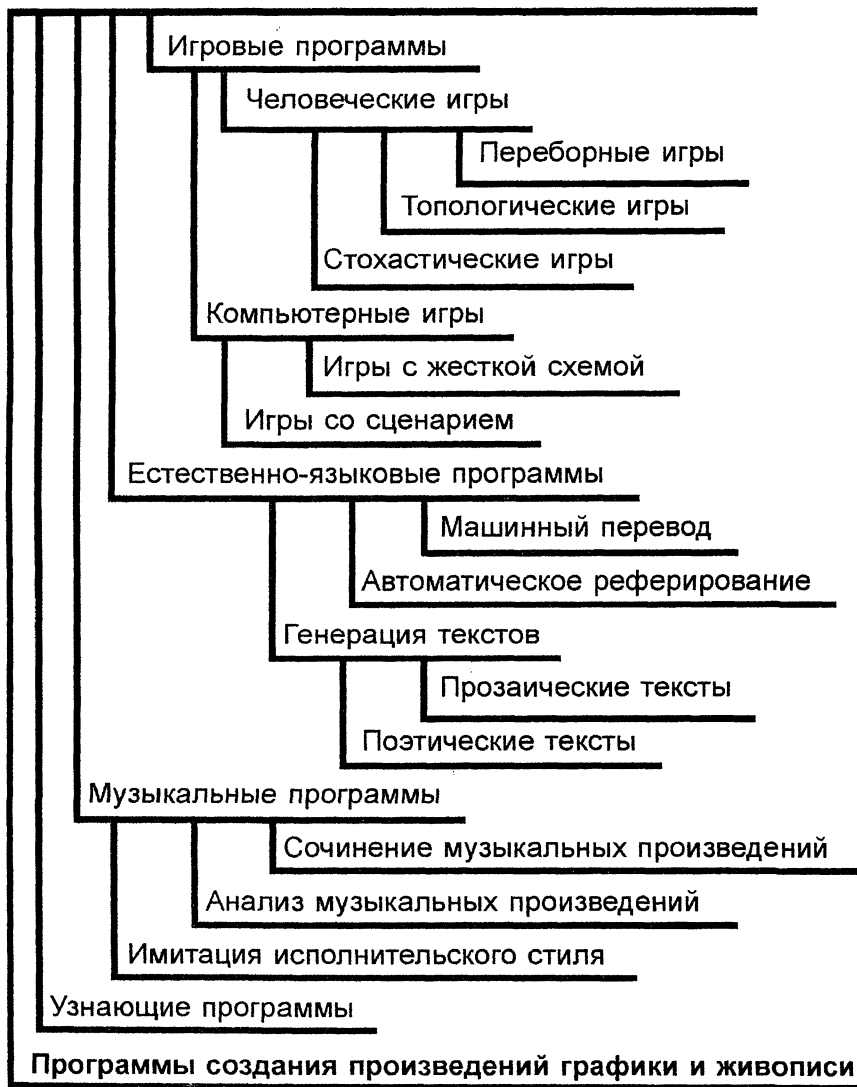 Игровые программы
Человеческие игры
Переборные игры
Топологические игры
Стохастические игры
Компьютерные игры
Игры с жесткой схемой
Игры со сценарием
Естественно-языковые программы
Машинный перевод
Автоматическое реферирование
Генерация текстов
Прозаические тексты
Поэтические тексты
Музыкальные программы
Сочинение музыкальных произведений
Анализ музыкальных произведений
Имитация исполнительского стиля
Узнающие программы
Программы создания произведений графики и живописи